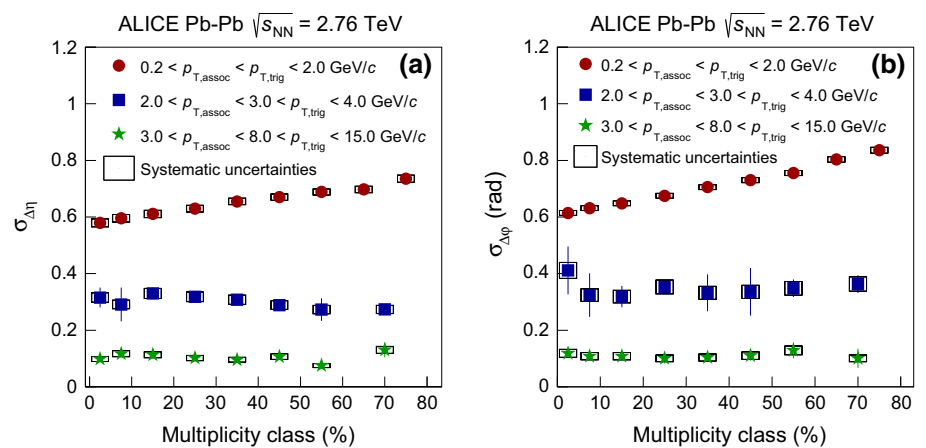 ALICE Pb-Pb √sNN = 2.76 TeV
(a)
0.2 < pT,assoc < pT,trig < 2.0 GeV/c
2.0 < pT,assoc < 3.0 < pT,trig < 4.0 GeV/c
3.0 < pT,assoc < 8.0 < pT,trig < 15.0 GeV/c
Systematic uncertainties
σΔη
1.2
1
0.8
0.6
0.4
0.2
0
0 10 20 30 40 50 60 70 80
Multiplicity class (%)
ALICE Pb-Pb √sNN = 2.76 TeV
(b)
0.2 < pT,assoc < pT,trig < 2.0 GeV/c
2.0 < pT,assoc < 3.0 < pT,trig < 4.0 GeV/c
3.0 < pT,assoc < 8.0 < pT,trig < 15.0 GeV/c
Systematic uncertainties
σΔφ (rad)
1.2
1
0.8
0.6
0.4
0.2
0
0 10 20 30 40 50 60 70 80
Multiplicity class (%)